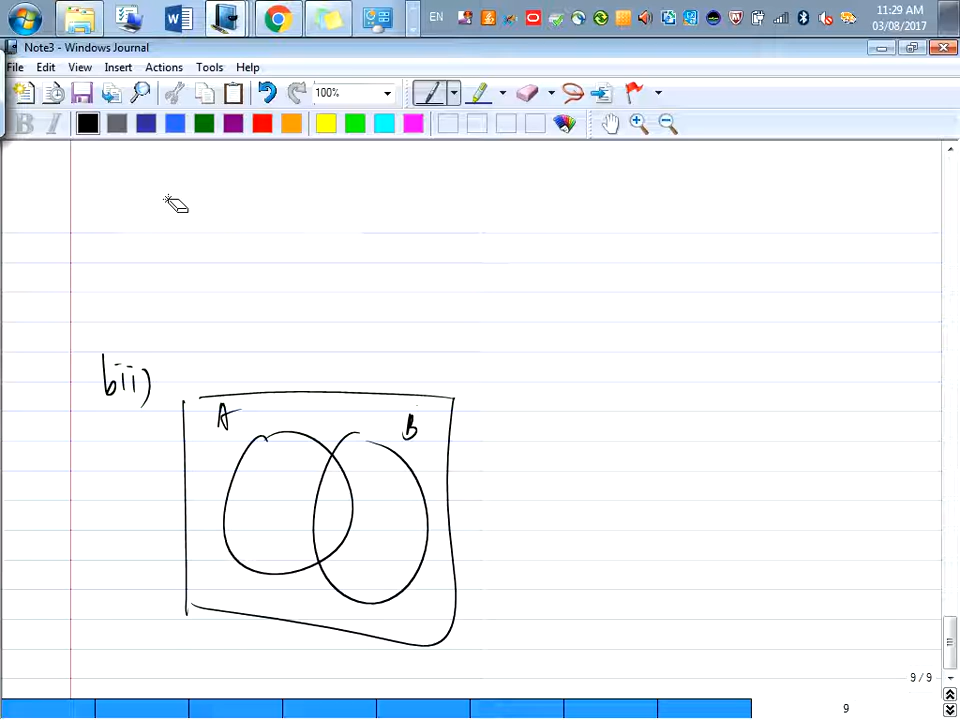 EN
11:29 AM
03/08/2017
Note3 - Windows Journal
File Edit View Insert Actions Tools Help
100%
B I
bii)
A
B
9 / 9
9